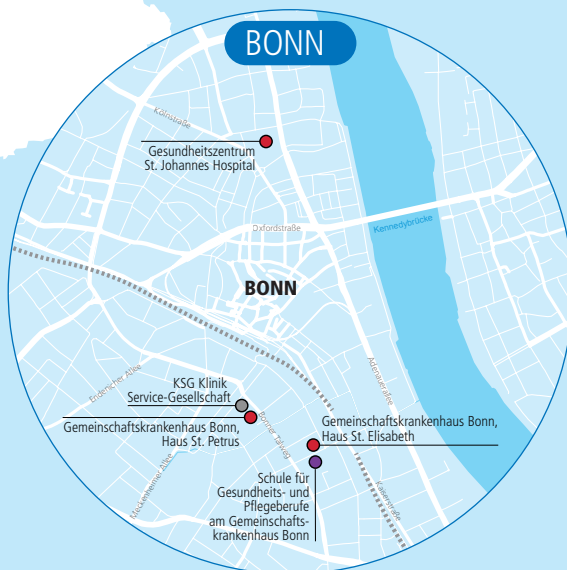 BONN
Kölnstraße
Gesundheitszentrum
St. Johannes Hospital
Dxfordstraße
Kennedybrücke
BONN
Adenauerallee
Endenicher Allee
KSG Klinik
Service-Gesellschaft
Gemeinschaftskrankenhaus Bonn,
Haus St. Petrus
Bonner Talweg
Gemeinschaftskrankenhaus Bonn,
Haus St. Elisabeth
Meckenheimer Allee
Schule für
Gesundheits- und
Pflegeberufe
am Gemeinschafts-
krankenhaus Bonn
Kaiserstraße